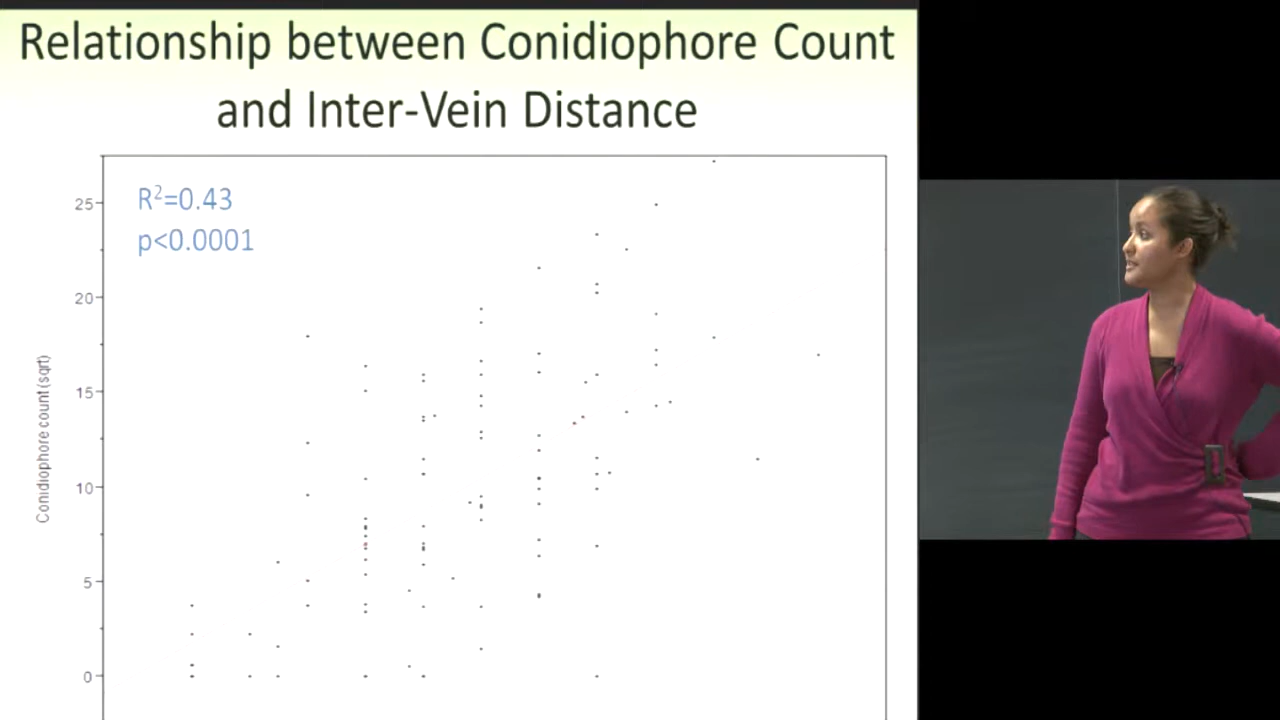 Relationship between Conidiophore Count
and Inter-Vein Distance
R²=0.43
p<0.0001
Conidiophore count (sqrt)
25
20
15
10
5
0